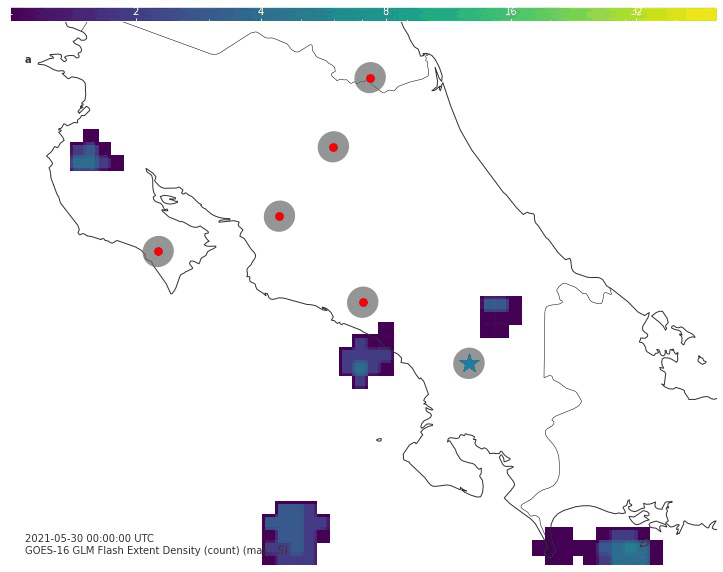 2 4 8 16 32
a
2021-05-30 00:00:00 UTC
GOES-16 GLM Flash Extent Density (count) (ma